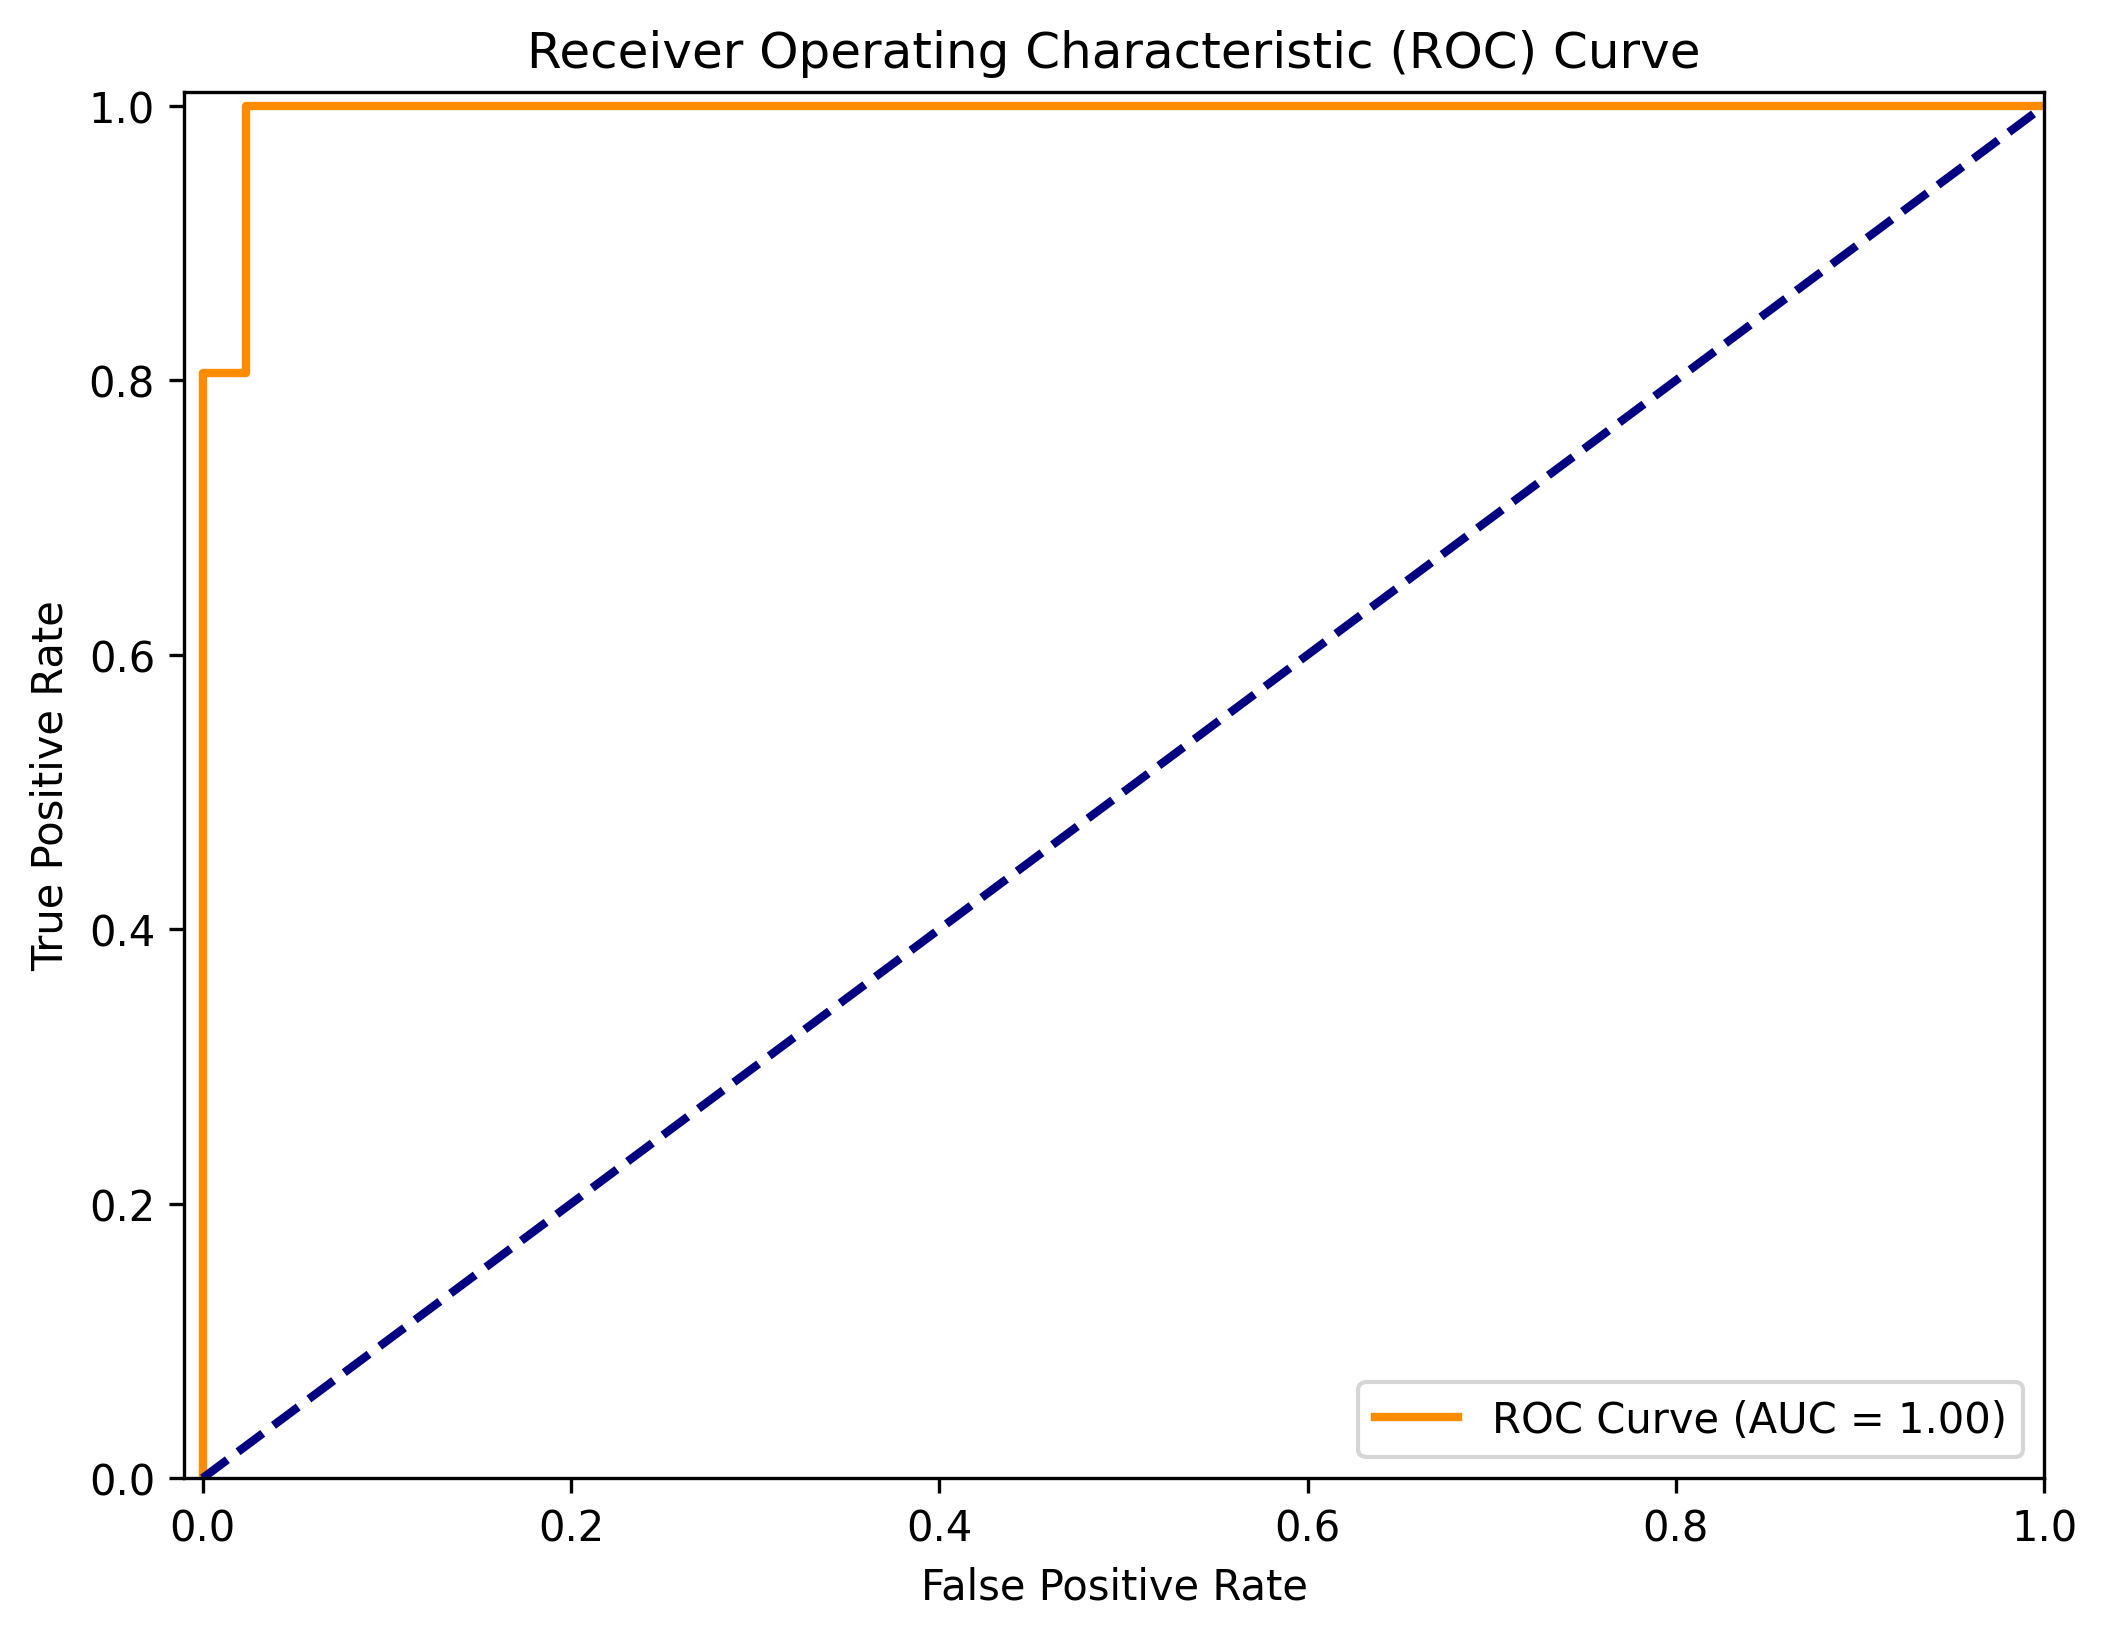 Receiver Operating Characteristic (ROC) Curve
1.0
0.8
0.6
0.4
0.2
0.0
True Positive Rate
ROC Curve (AUC = 1.00)
0.0 0.2 0.4 0.6 0.8 1.0
False Positive Rate